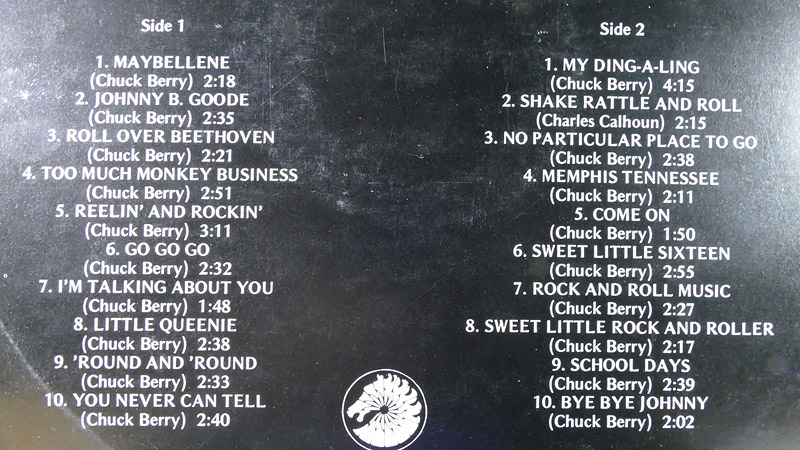 Side 1
1. MAYBELLENE
(Chuck Berry) 2:18
2. JOHNNY B. GOODE
(Chuck Berry) 2:35
3. ROLL OVER BEETHOVEN
(Chuck Berry) 2:21
4. TOO MUCH MONKEY BUSINESS
(Chuck Berry) 2:51
5. REELIN' AND ROCKIN'
(Chuck Berry) 3:11
6. GO GO GO
(Chuck Berry) 2:32
7. I'M TALKING ABOUT YOU
(Chuck Berry) 1:48
8. LITTLE QUEENIE
(Chuck Berry) 2:38
9. 'ROUND AND 'ROUND
(Chuck Berry) 2:33
10. YOU NEVER CAN TELL
(Chuck Berry) 2:40
Side 2
1. MY DING-A-LING
(Chuck Berry) 4:15
2. SHAKE RATTLE AND ROLL
(Charles Calhoun) 2:15
3. NO PARTICULAR PLACE TO GO
(Chuck Berry) 2:38
4. MEMPHIS TENNESSEE
(Chuck Berry) 2:11
5. COME ON
(Chuck Berry) 1:50
6. SWEET LITTLE SIXTEEN
(Chuck Berry) 2:55
7. ROCK AND ROLL MUSIC
(Chuck Berry) 2:27
8. SWEET LITTLE ROCK AND ROLLER
(Chuck Berry) 2:17
9. SCHOOL DAYS
(Chuck Berry) 2:39
10. BYE BYE JOHNNY
(Chuck Berry) 2:02